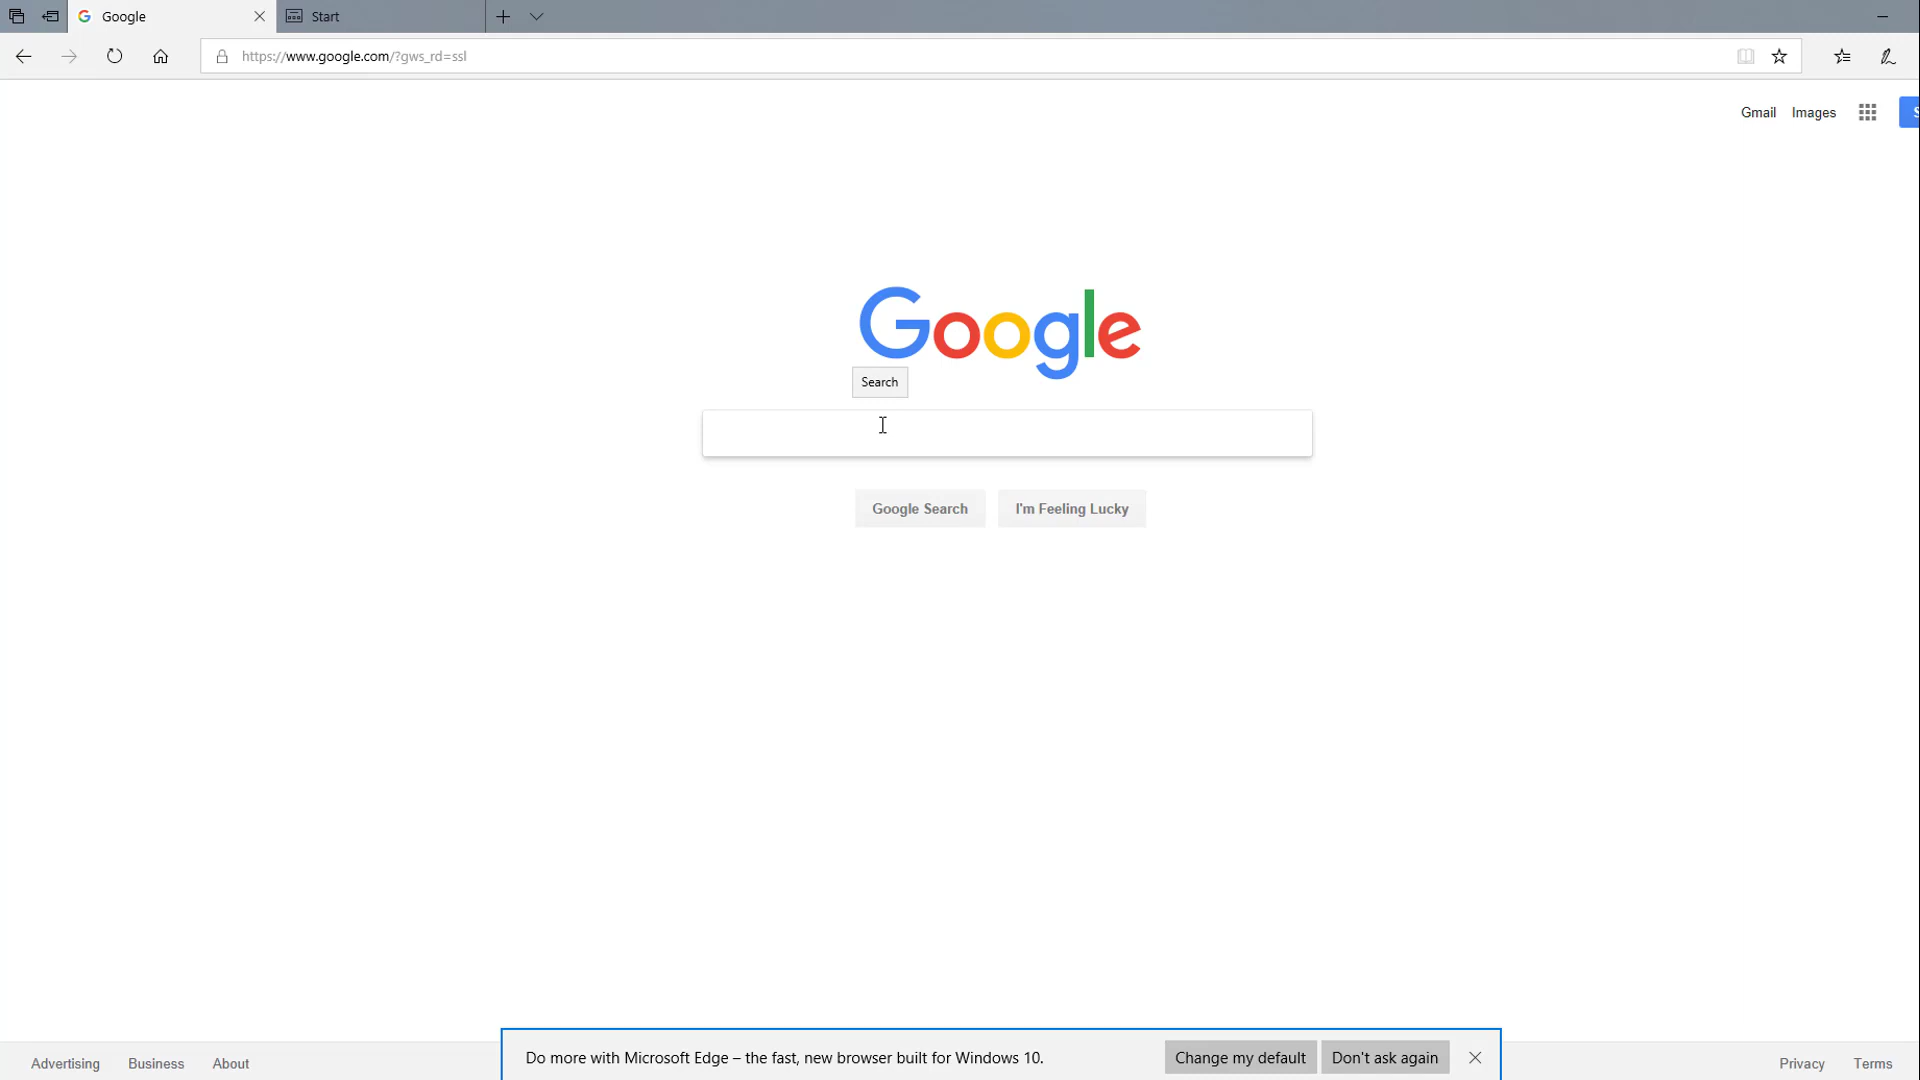 Google
Start
https://www.google.com/?gws_rd=ssl
Gmail
Images
Google
Search
Google Search
I'm Feeling Lucky
Do more with Microsoft Edge – the fast, new browser built for Windows 10.
Change my default
Don't ask again
Advertising
Business
About
Privacy
Terms